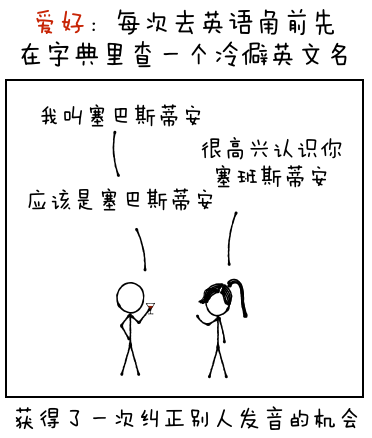 爱好：每次去英语角前先
在字典里查一个冷僻英文名
我叫塞巴斯蒂安
很高兴认识你
塞班斯蒂安
应该是塞巴斯蒂安
获得了一次纠正别人发音的机会